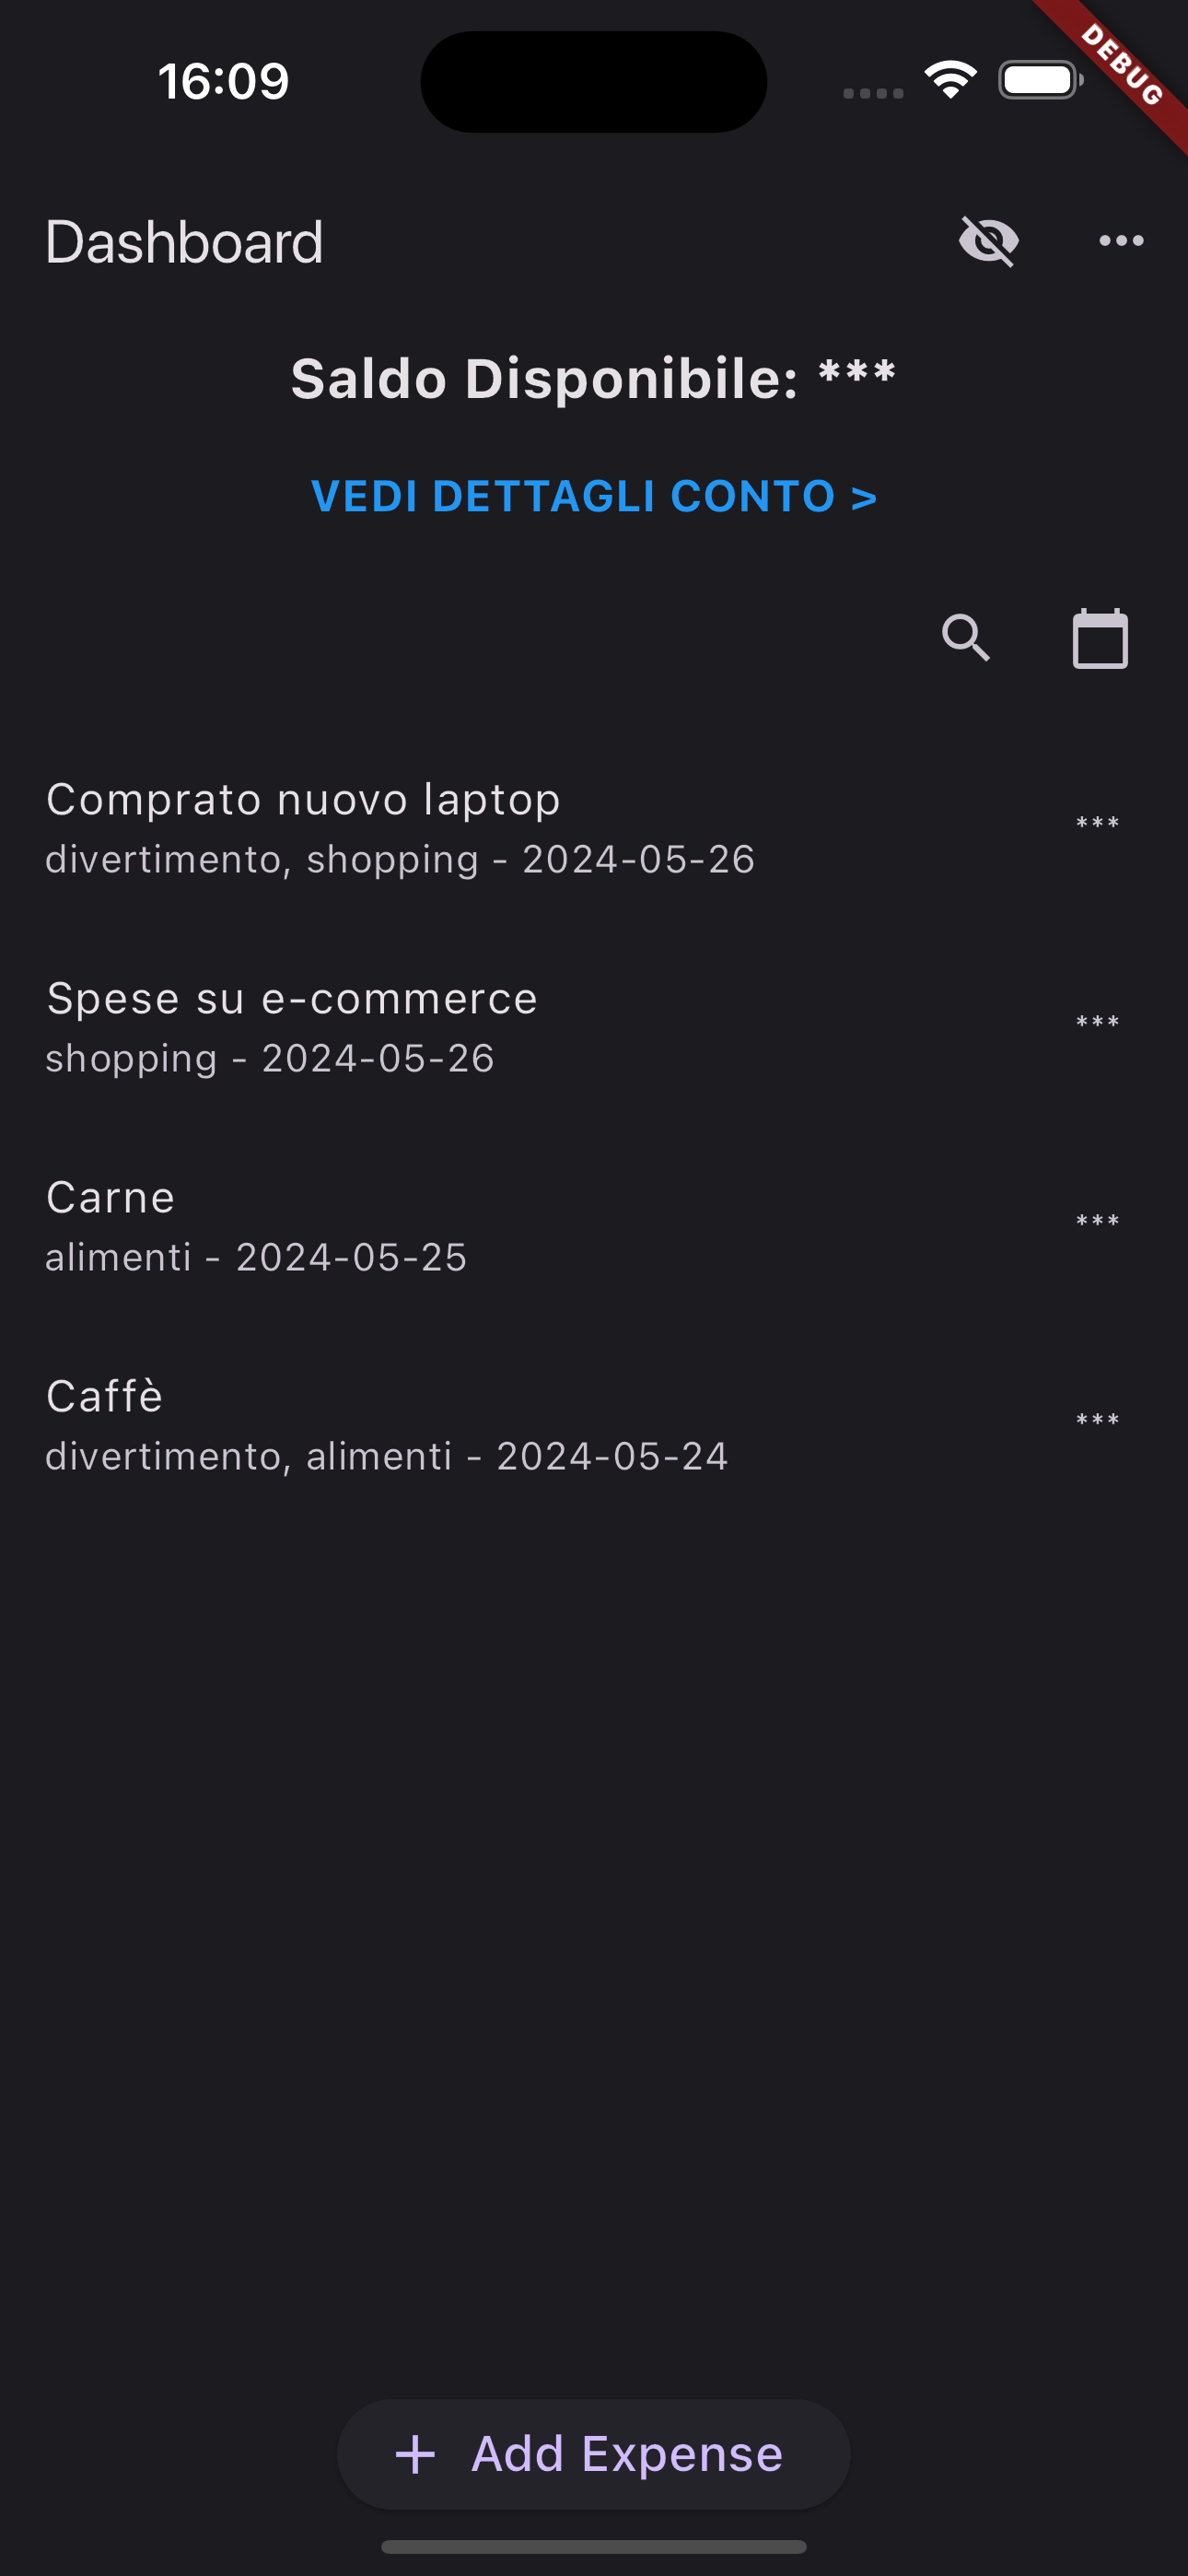 16:09
DEBUG
Dashboard
Saldo Disponibile: ***
VEDI DETTAGLI CONTO >
Comprato nuovo laptop
divertimento, shopping - 2024-05-26
***
Spese su e-commerce
shopping - 2024-05-26
***
Carne
alimenti - 2024-05-25
***
Caffè
divertimento, alimenti - 2024-05-24
***
+ Add Expense